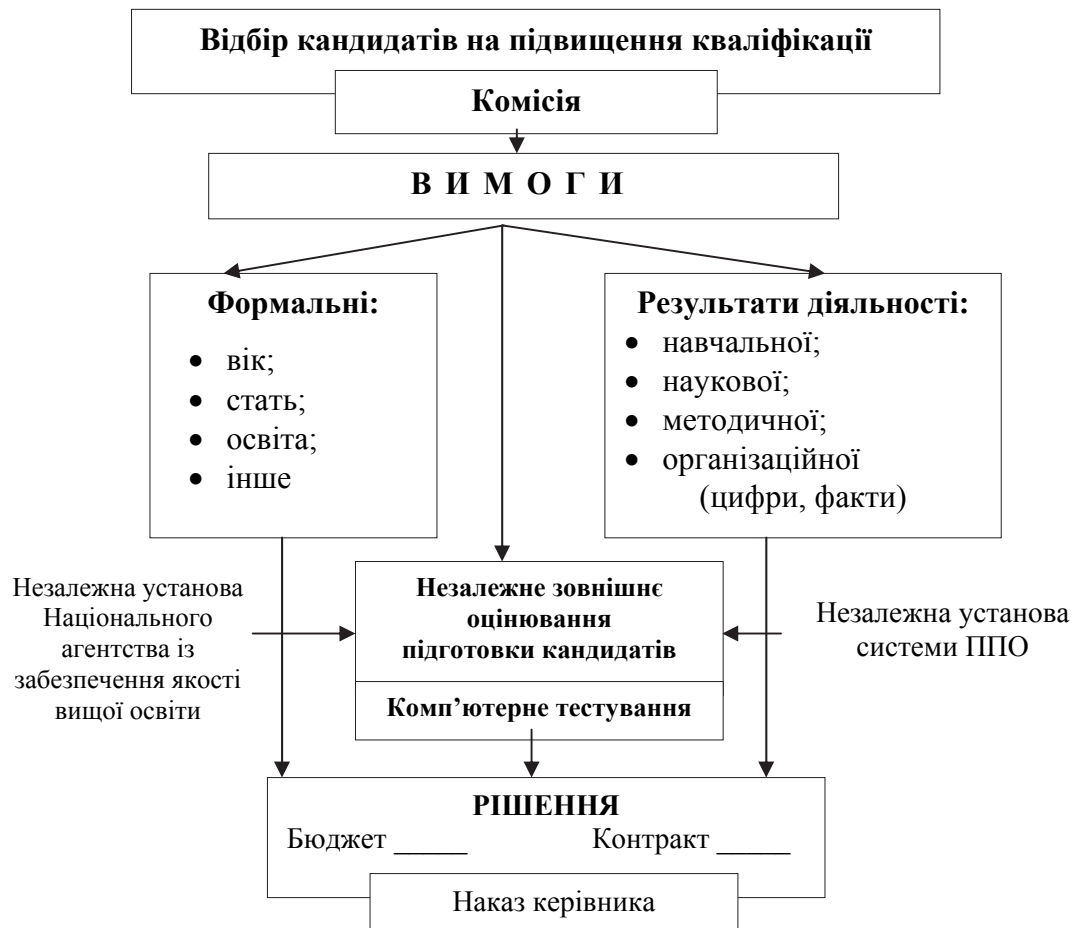 Відбір кандидатів на підвищення кваліфікації
Комісія
В И М О Г И
Формальні:
• вік;
• стать;
• освіта;
• інше
Результати діяльності:
• навчальної;
• наукової;
• методичної;
• організаційної
(цифри, факти)
Незалежна установа
Національного
агентства із
забезпечення якості
вищої освіти
Незалежне зовнішнє
оцінювання
підготовки кандидатів
Комп’ютерне тестування
Незалежна установа
системи ППО
РІШЕННЯ
Бюджет _____ Контракт _____
Наказ керівника